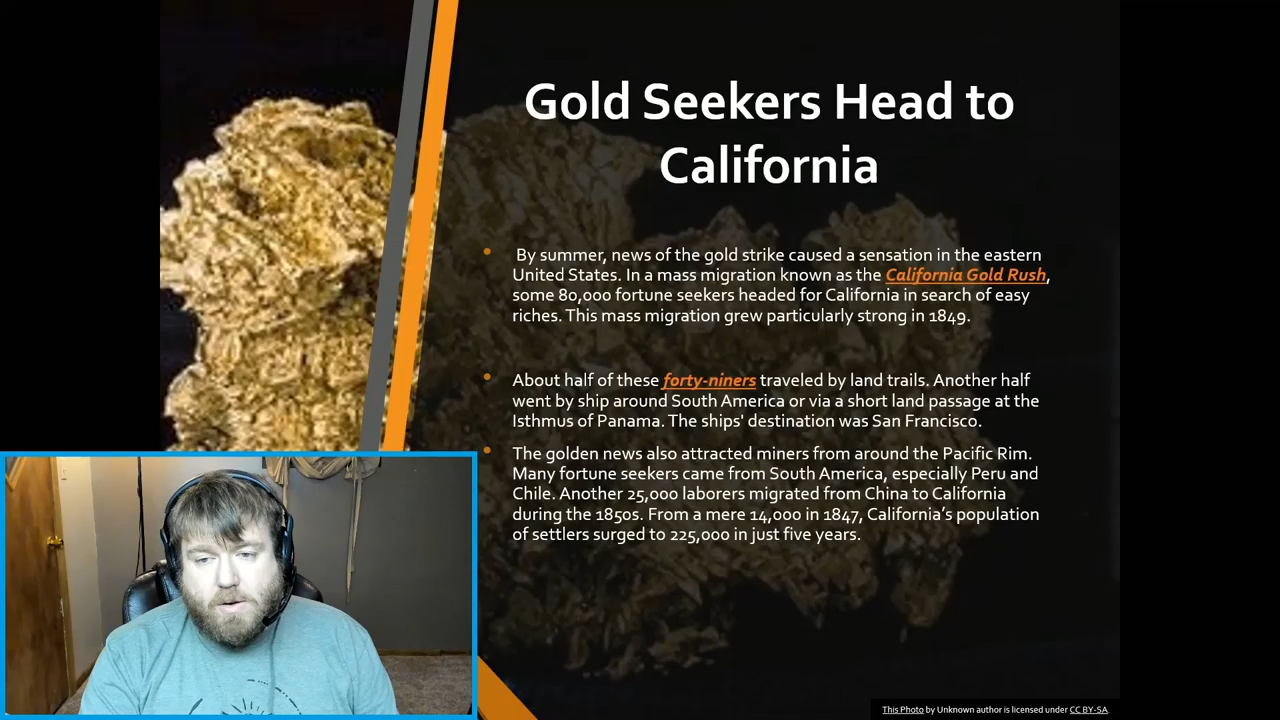 Gold Seekers Head to
California
• By summer, news of the gold strike caused a sensation in the eastern
United States. In a mass migration known as the California Gold Rush,
some 80,000 fortune seekers headed for California in search of easy
riches. This mass migration grew particularly strong in 1849.
• About half of these forty-niners traveled by land trails. Another half
went by ship around South America or via a short land passage at the
Isthmus of Panama. The ships' destination was San Francisco.
• The golden news also attracted miners from around the Pacific Rim.
Many fortune seekers came from South America, especially Peru and
Chile. Another 25,000 laborers migrated from China to California
during the 1850s. From a mere 14,000 in 1847, California’s population
of settlers surged to 225,000 in just five years.
This Photo by Unknown author is licensed under CC BY-SA.